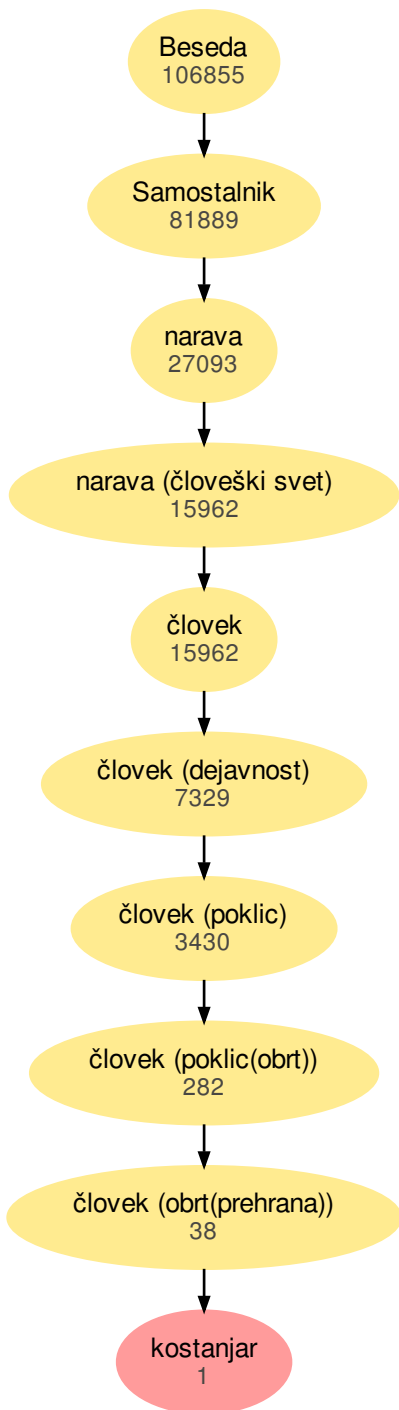 Beseda
106855
Samostalnik
81889
narava
27093
narava (človeški svet)
15962
človek
15962
človek (dejavnost)
7329
človek (poklic)
3430
človek (poklic(obrt))
282
človek (obrt(prehrana))
38
kostanjar
1